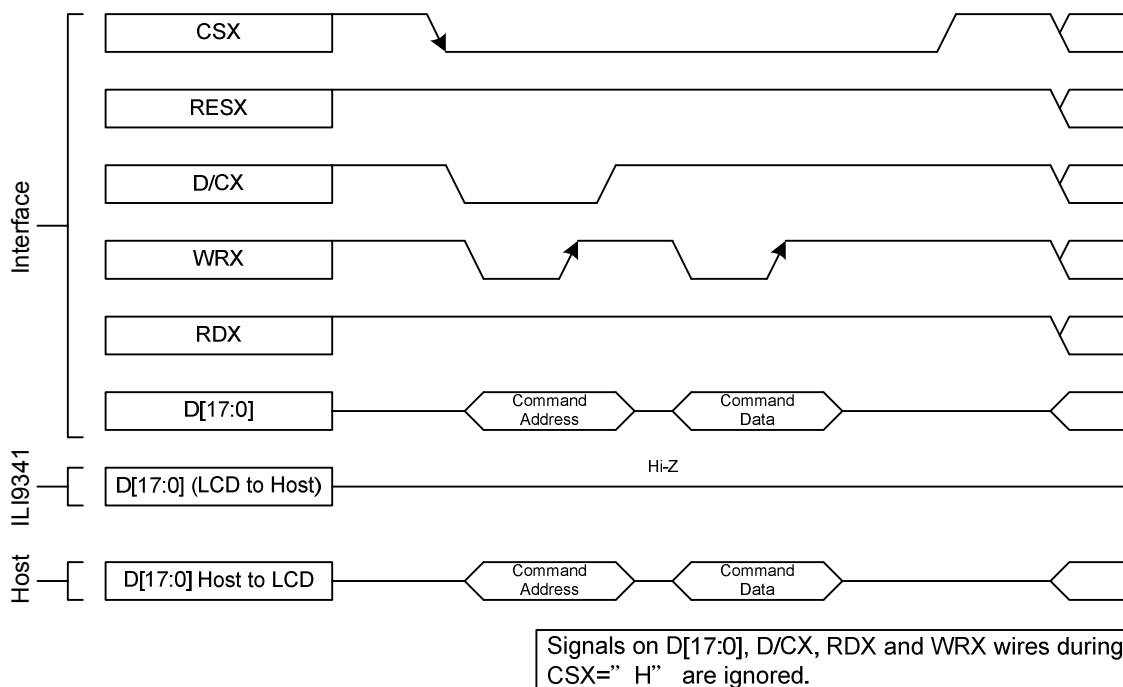 CSX
RESX
D/CX
WRX
RDX
D[17:0]
Command
Address
Command
Data
Interface
D[17:0] (LCD to Host)
Hi-Z
ILI9341
D[17:0] Host to LCD
Command
Address
Command
Data
Host
Signals on D[17:0], D/CX, RDX and WRX wires during
CSX=” H” are ignored.